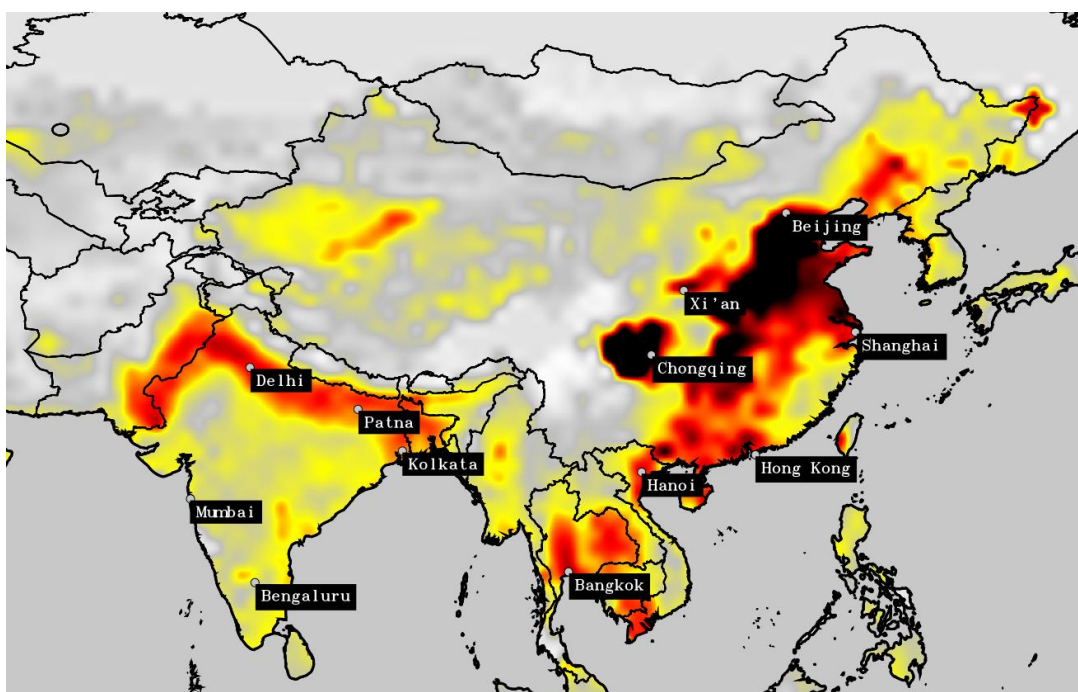 Beijing
Xi'an
Shanghai
Chongqing
Delhi
Patna
Kolkata
Hong Kong
Hanoi
Mumbai
Bangkok
Bengaluru